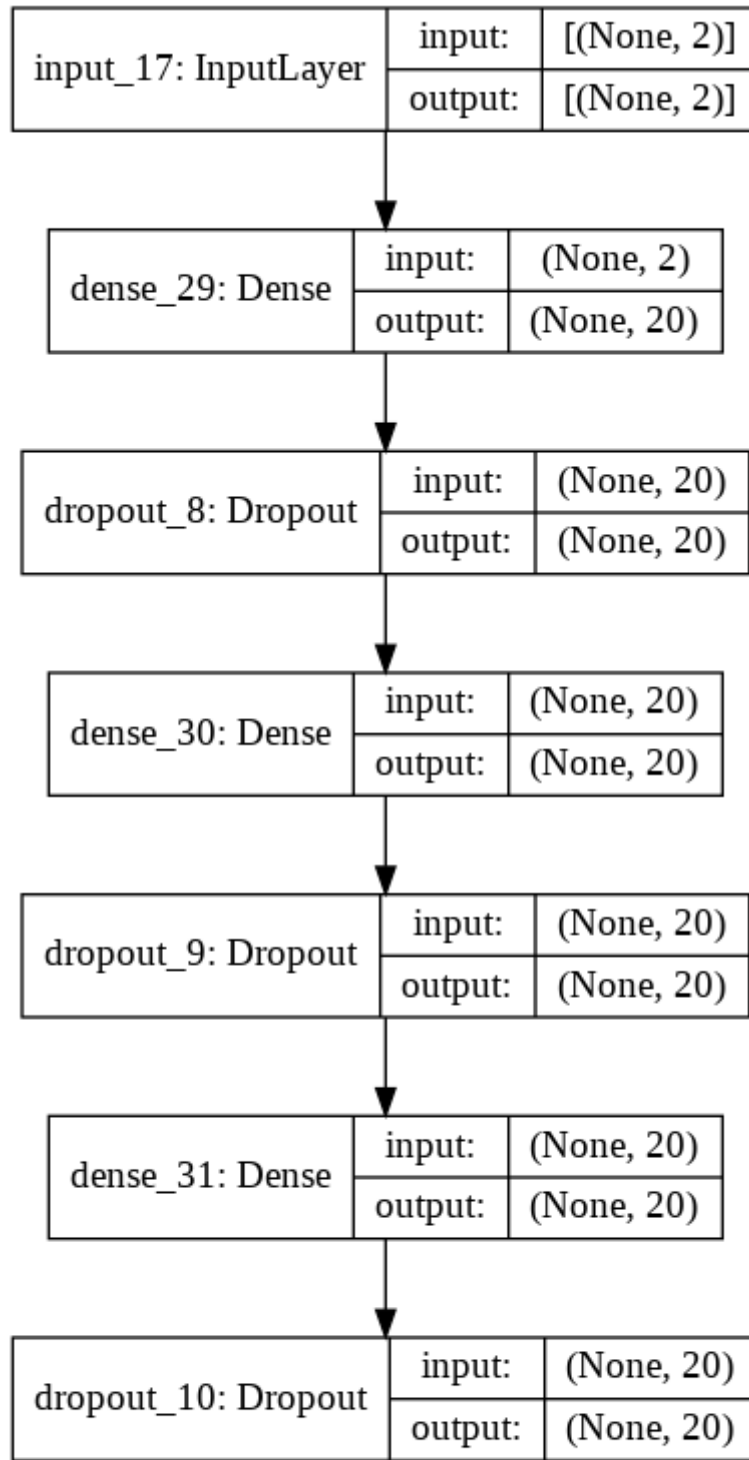 input_17: InputLayer
input: [(None, 2)]
output: [(None, 2)]
dense_29: Dense
input: (None, 2)
output: (None, 20)
dropout_8: Dropout
input: (None, 20)
output: (None, 20)
dense_30: Dense
input: (None, 20)
output: (None, 20)
dropout_9: Dropout
input: (None, 20)
output: (None, 20)
dense_31: Dense
input: (None, 20)
output: (None, 20)
dropout_10: Dropout
input: (None, 20)
output: (None, 20)